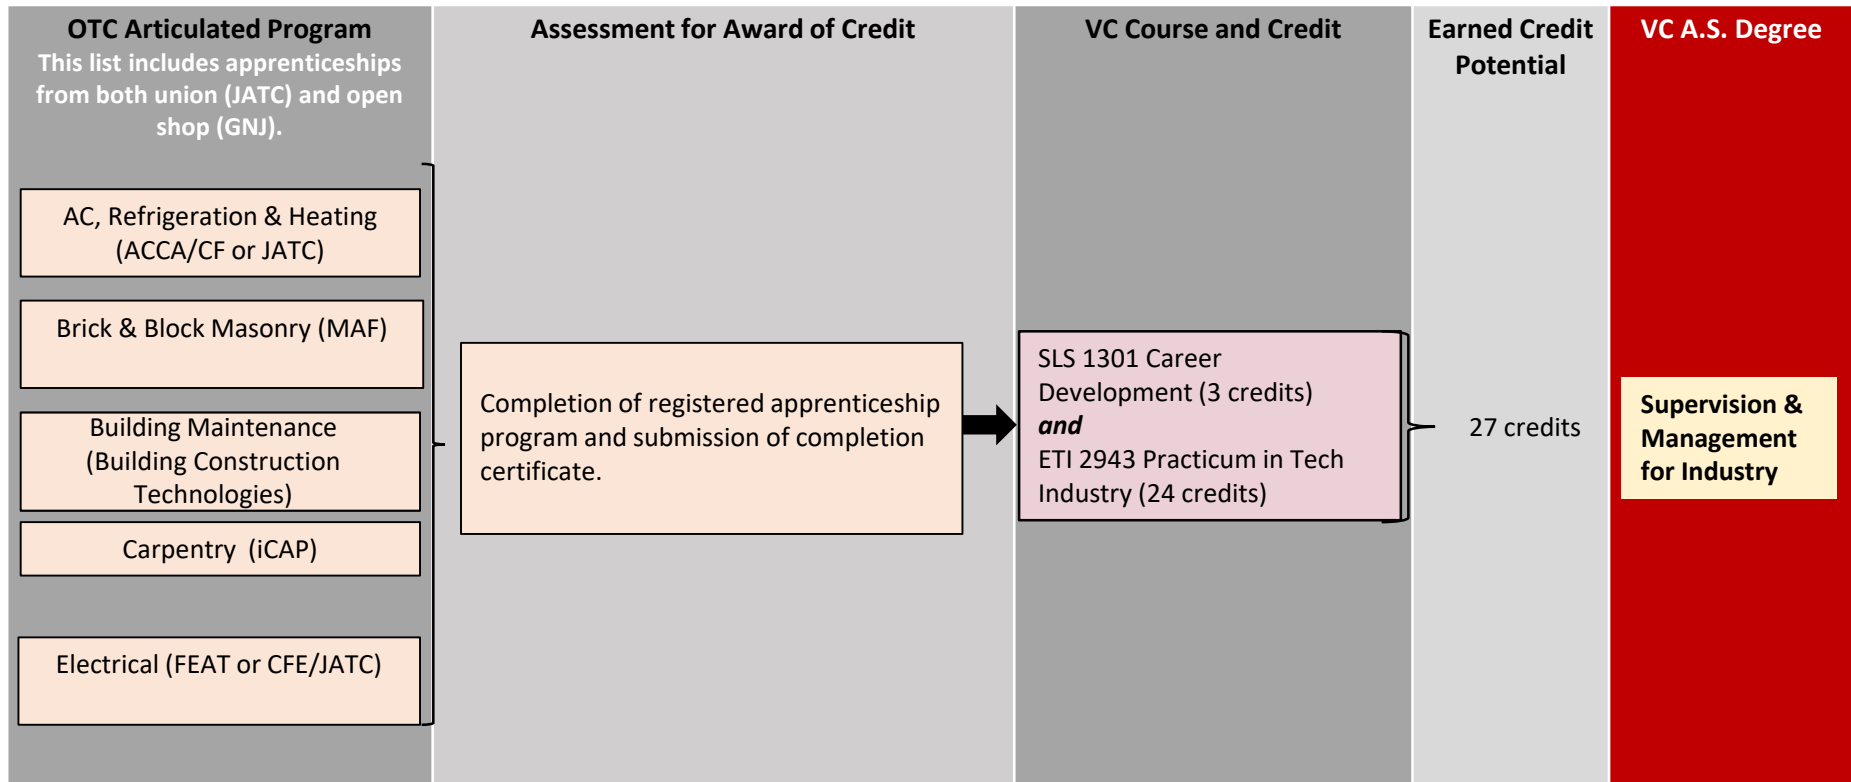 OTC Articulated Program
This list includes apprenticeships
from both union (JATC) and open
shop (GNJ).
Assessment for Award of Credit
VC Course and Credit
Earned Credit
Potential
VC A.S. Degree
AC, Refrigeration & Heating
(ACCA/CF or JATC)
Brick & Block Masonry (MAF)
Building Maintenance
(Building Construction
Technologies)
Carpentry (iCAP)
Electrical (FEAT or CFE/JATC)
Completion of registered apprenticeship
program and submission of completion
certificate.
SLS 1301 Career
Development (3 credits)
and
ETI 2943 Practicum in Tech
Industry (24 credits)
27 credits
Supervision &
Management
for Industry